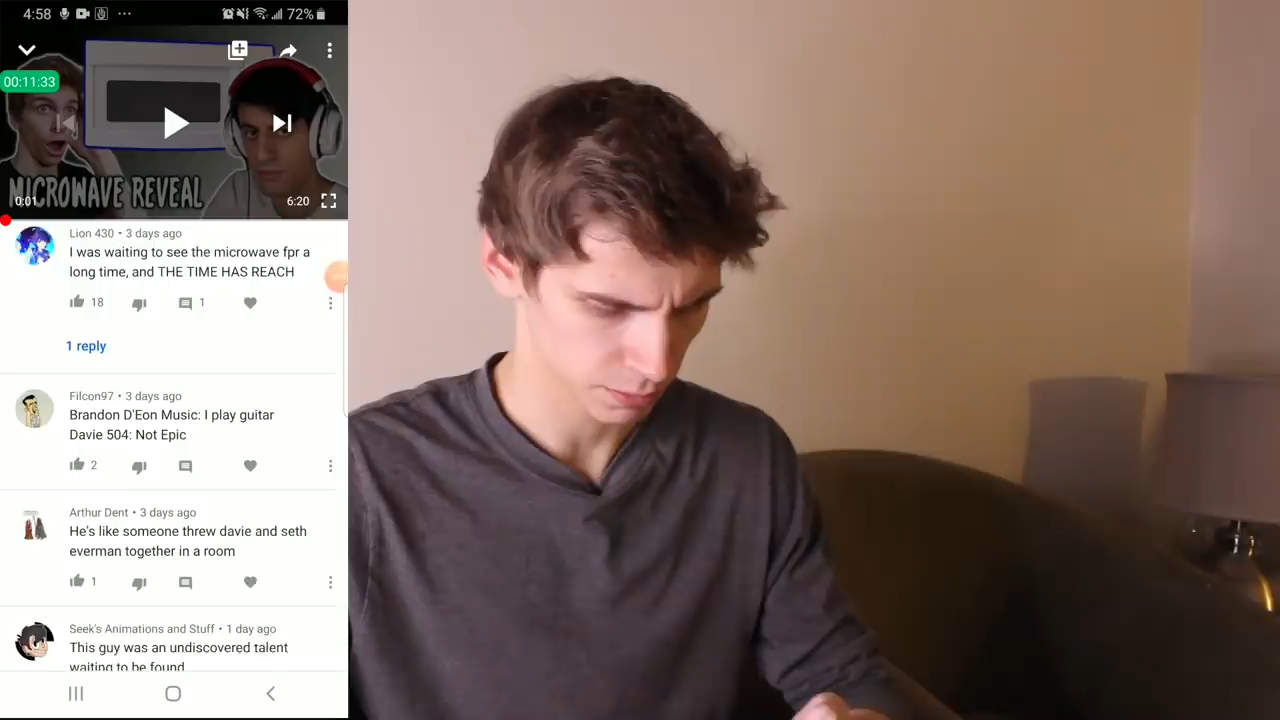 4:58
72%
00:11:33
MICROWAVE REVEAL
0:01
6:20
Lion 430 • 3 days ago
I was waiting to see the microwave fpr a
long time, and THE TIME HAS REACH
18
1
1 reply
Filcon97 • 3 days ago
Brandon D'Eon Music: I play guitar
Davie 504: Not Epic
2
Arthur Dent • 3 days ago
He's like someone threw davie and seth
everman together in a room
1
Seek's Animations and Stuff • 1 day ago
This guy was an undiscovered talent
waiting to be found